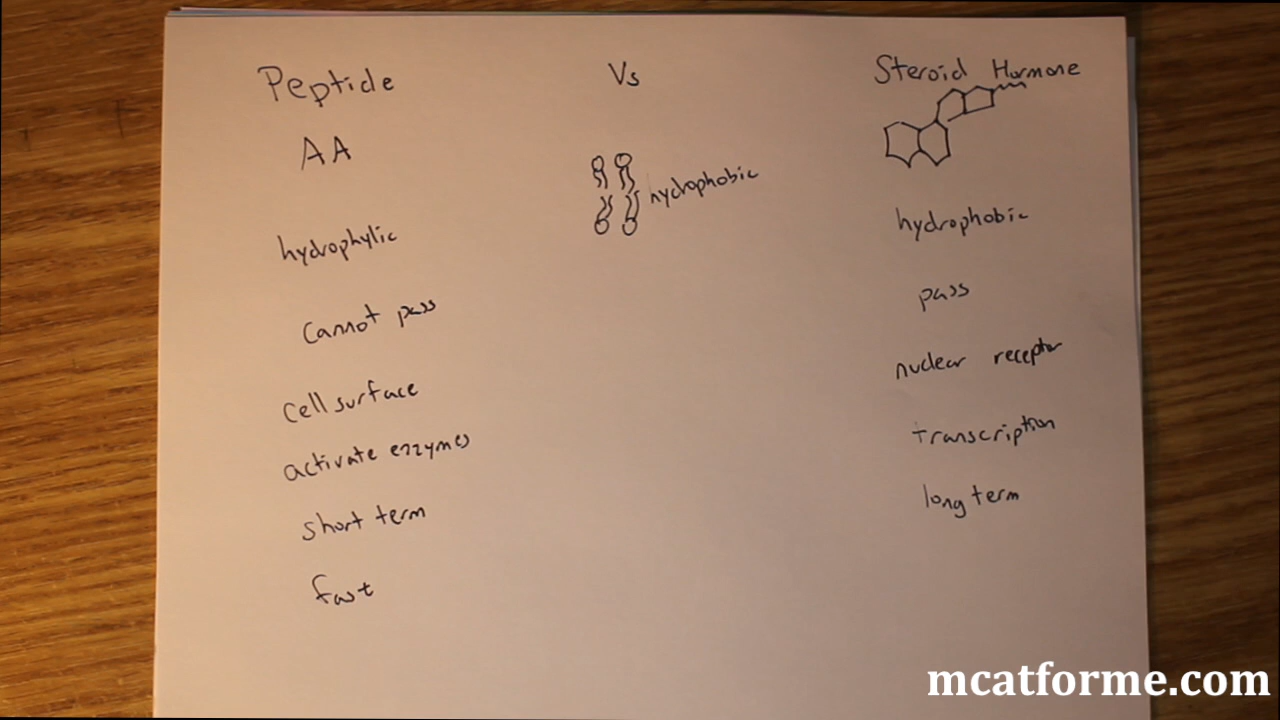 Peptide Vs Steroid Hormone
AA
hydrophobic
hydrophylic hydrophobic
cannot pass pass
cell surface nuclear receptor
activate enzymes transcription
short term long term
fast
mcatforme.com